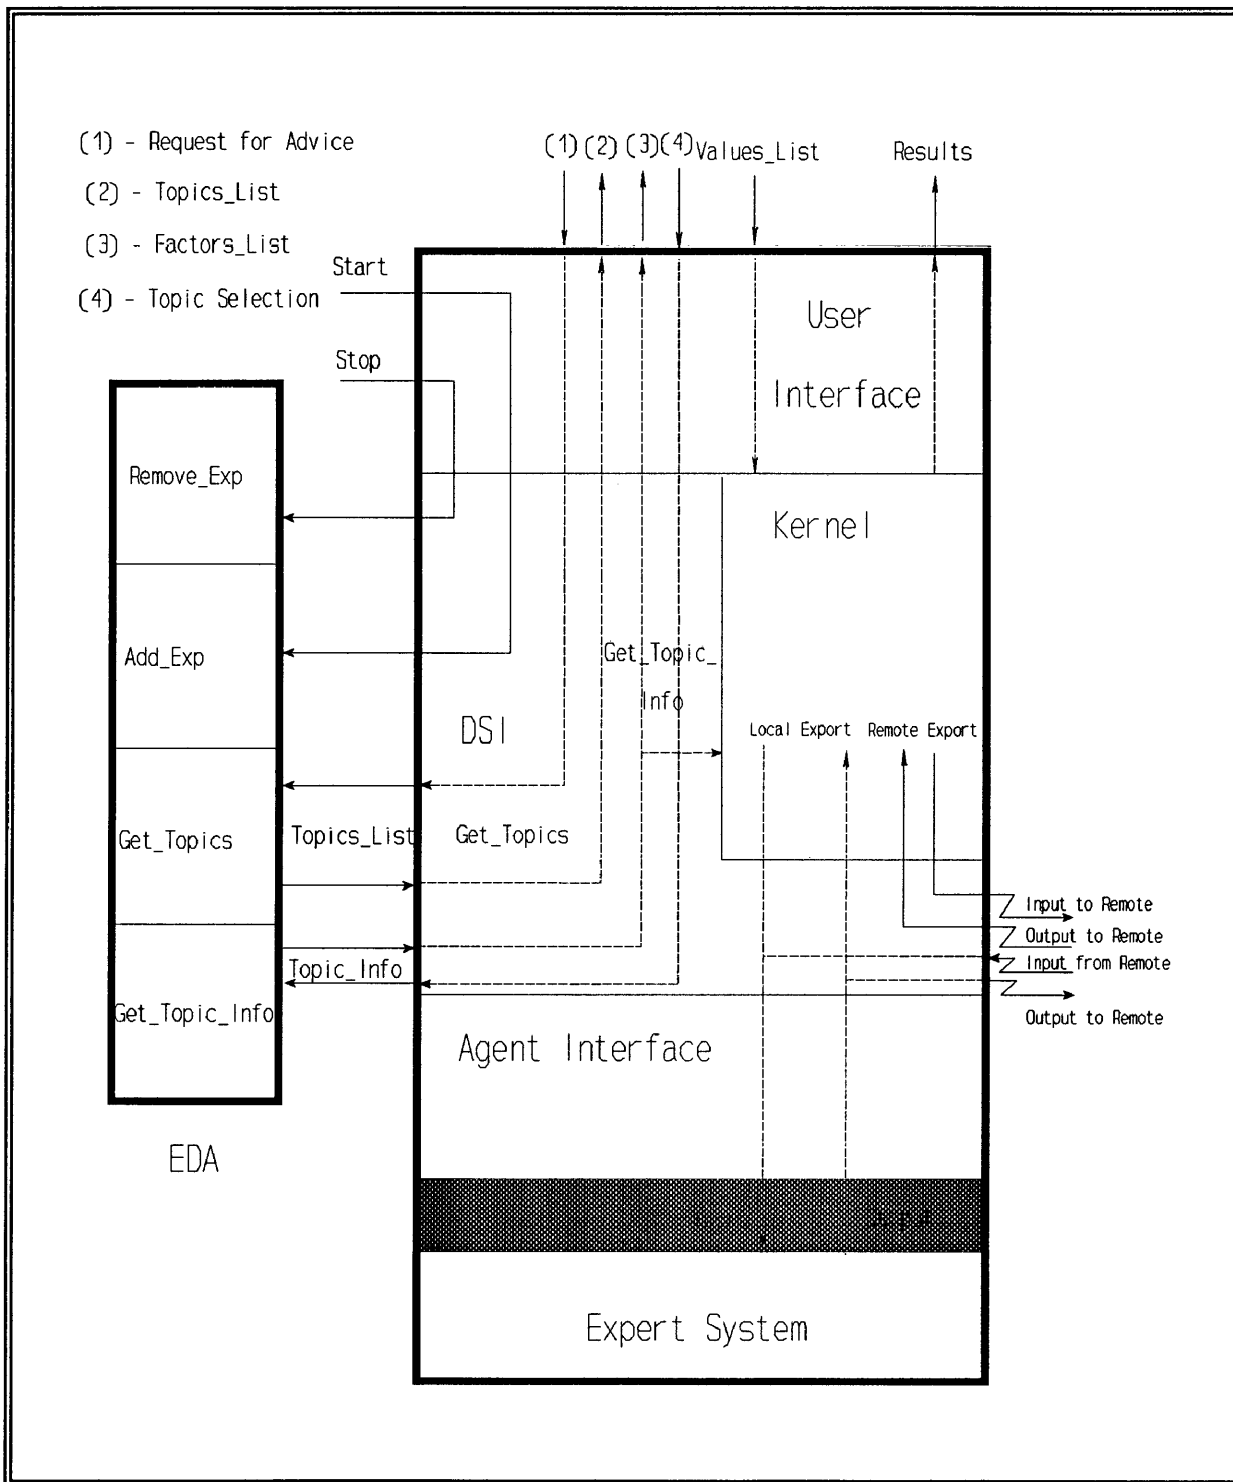 (1) - Request for Advice
(2) - Topics_List
(3) - Factors_List
(4) - Topic Selection
(1) (2) (3) (4) Values_List Results
Start
Stop
User
Interface
Remove_Exp
Kernel
Add_Exp
Get_Topic_
Info
DSI
Local Export Remote Export
Get_Topics
Topics_List
Get_Topics
Input to Remote
Output to Remote
Input from Remote
Topic_Info
Get_Topic_Info
Output to Remote
Agent Interface
EDA
Expert System